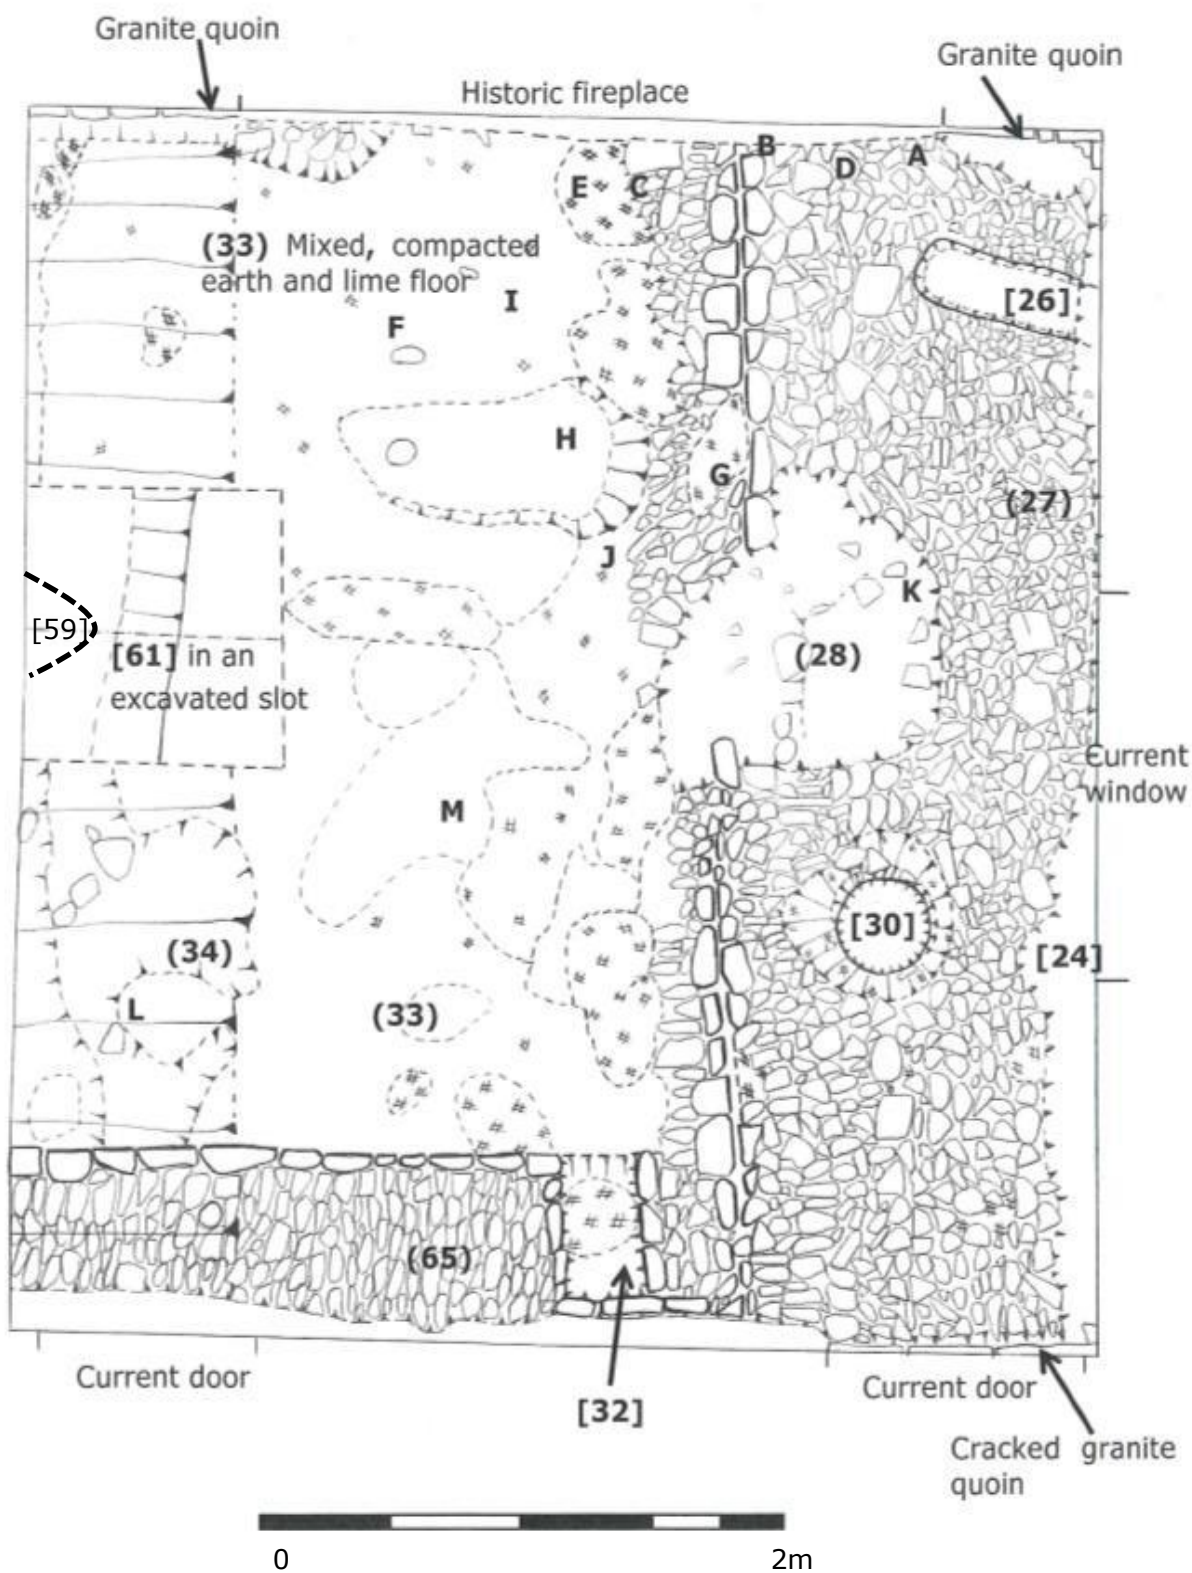 Granite quoin
Granite quoin
Historic fireplace
B
A
D
E
C
(33) Mixed, compacted
earth and lime floor
[26]
I
F
H
G
(27)
J
K
[59]
[61] in an
excavated slot
(28)
Current
window
M
[30]
(34)
[24]
L
(33)
(65)
Current door
Current door
[32]
Cracked granite
quoin
0
2m